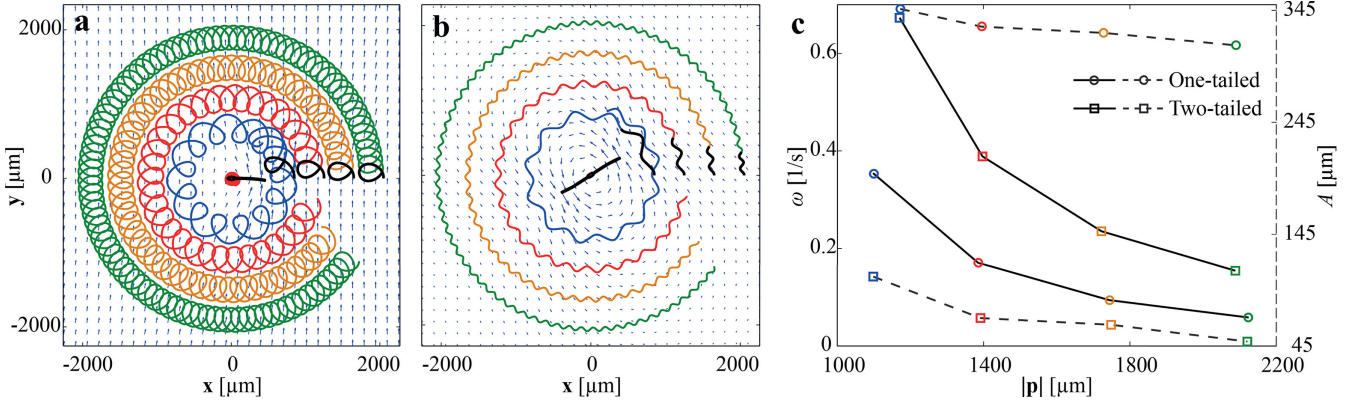 a
2000
0
-2000
y [µm]
-2000
0
2000
x [µm]
b
-2000
0
2000
x [µm]
c
0.6
0.4
0.2
0
ω [1/s]
One-tailed
Two-tailed
345
245
145
45
A [µm]
1000
1400
1800
2200
|p| [µm]